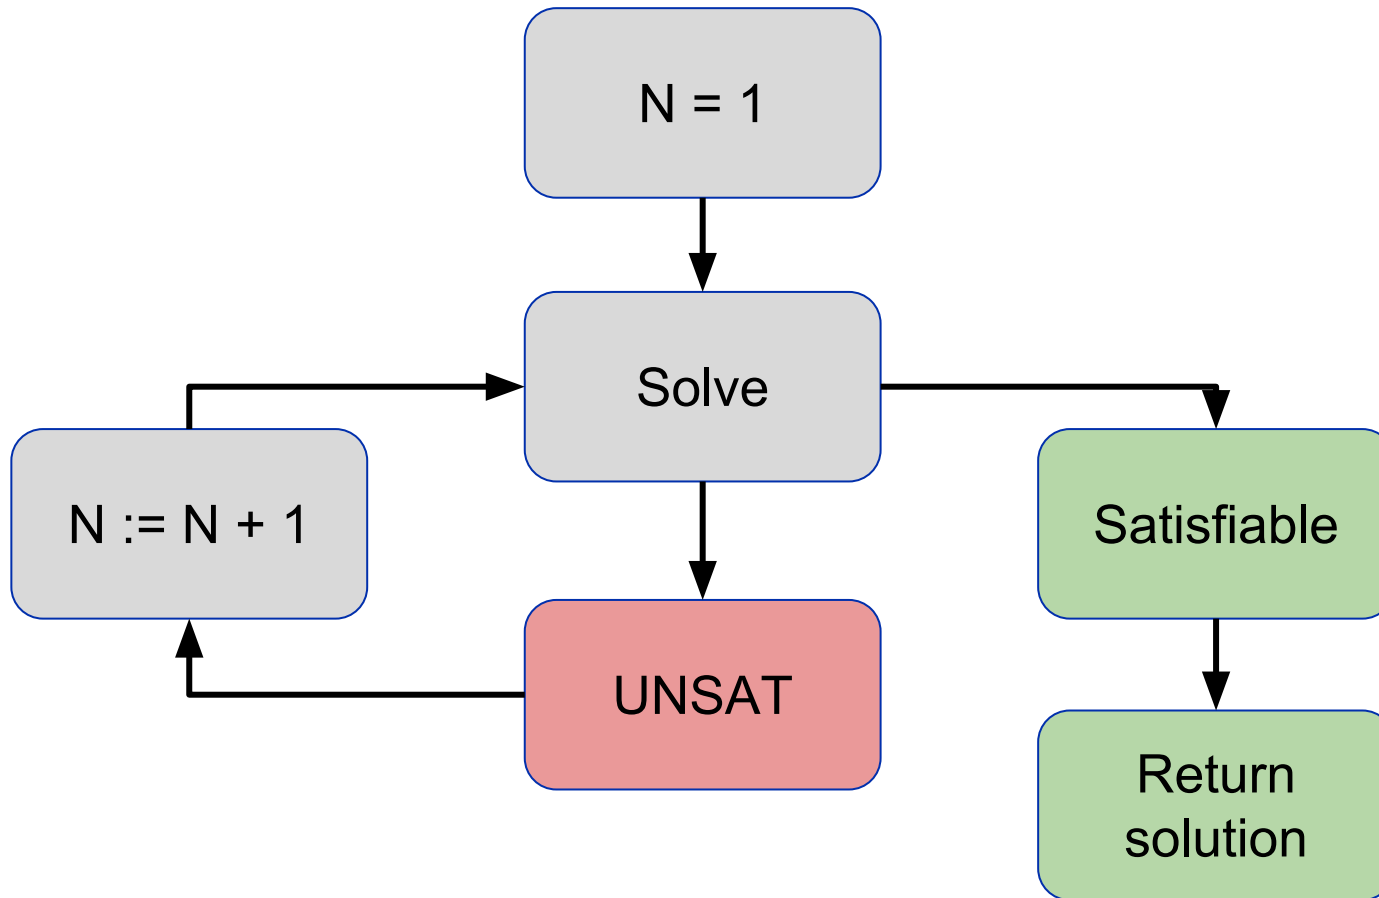 N = 1
Solve
N := N + 1
Satisfiable
UNSAT
Return
solution